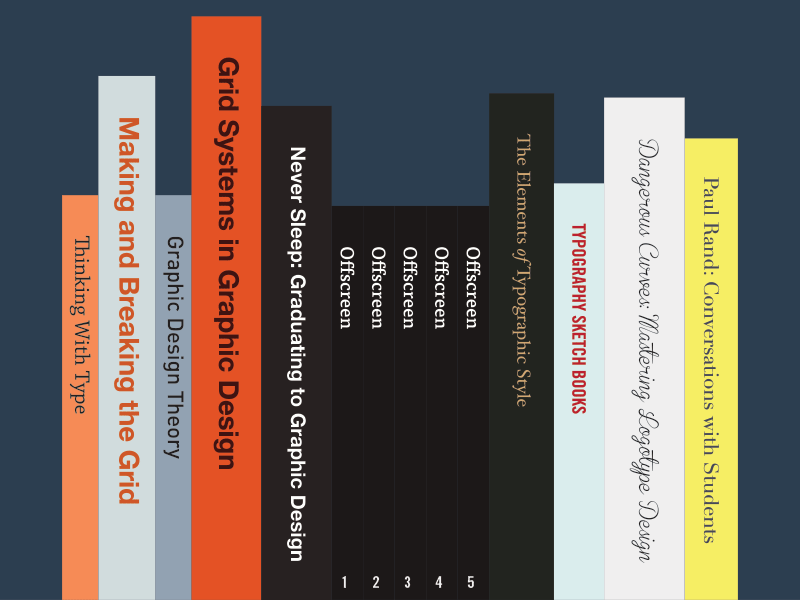 Thinking With Type
Making and Breaking the Grid
Graphic Design Theory
Grid Systems in Graphic Design
Never Sleep: Graduating to Graphic Design
Offscreen
1
Offscreen
2
Offscreen
3
Offscreen
4
Offscreen
5
The Elements of Typographic Style
TYPOGRAPHY SKETCH BOOKS
Dangerous Curves: Mastering Logotype Design
Paul Rand: Conversations with Students